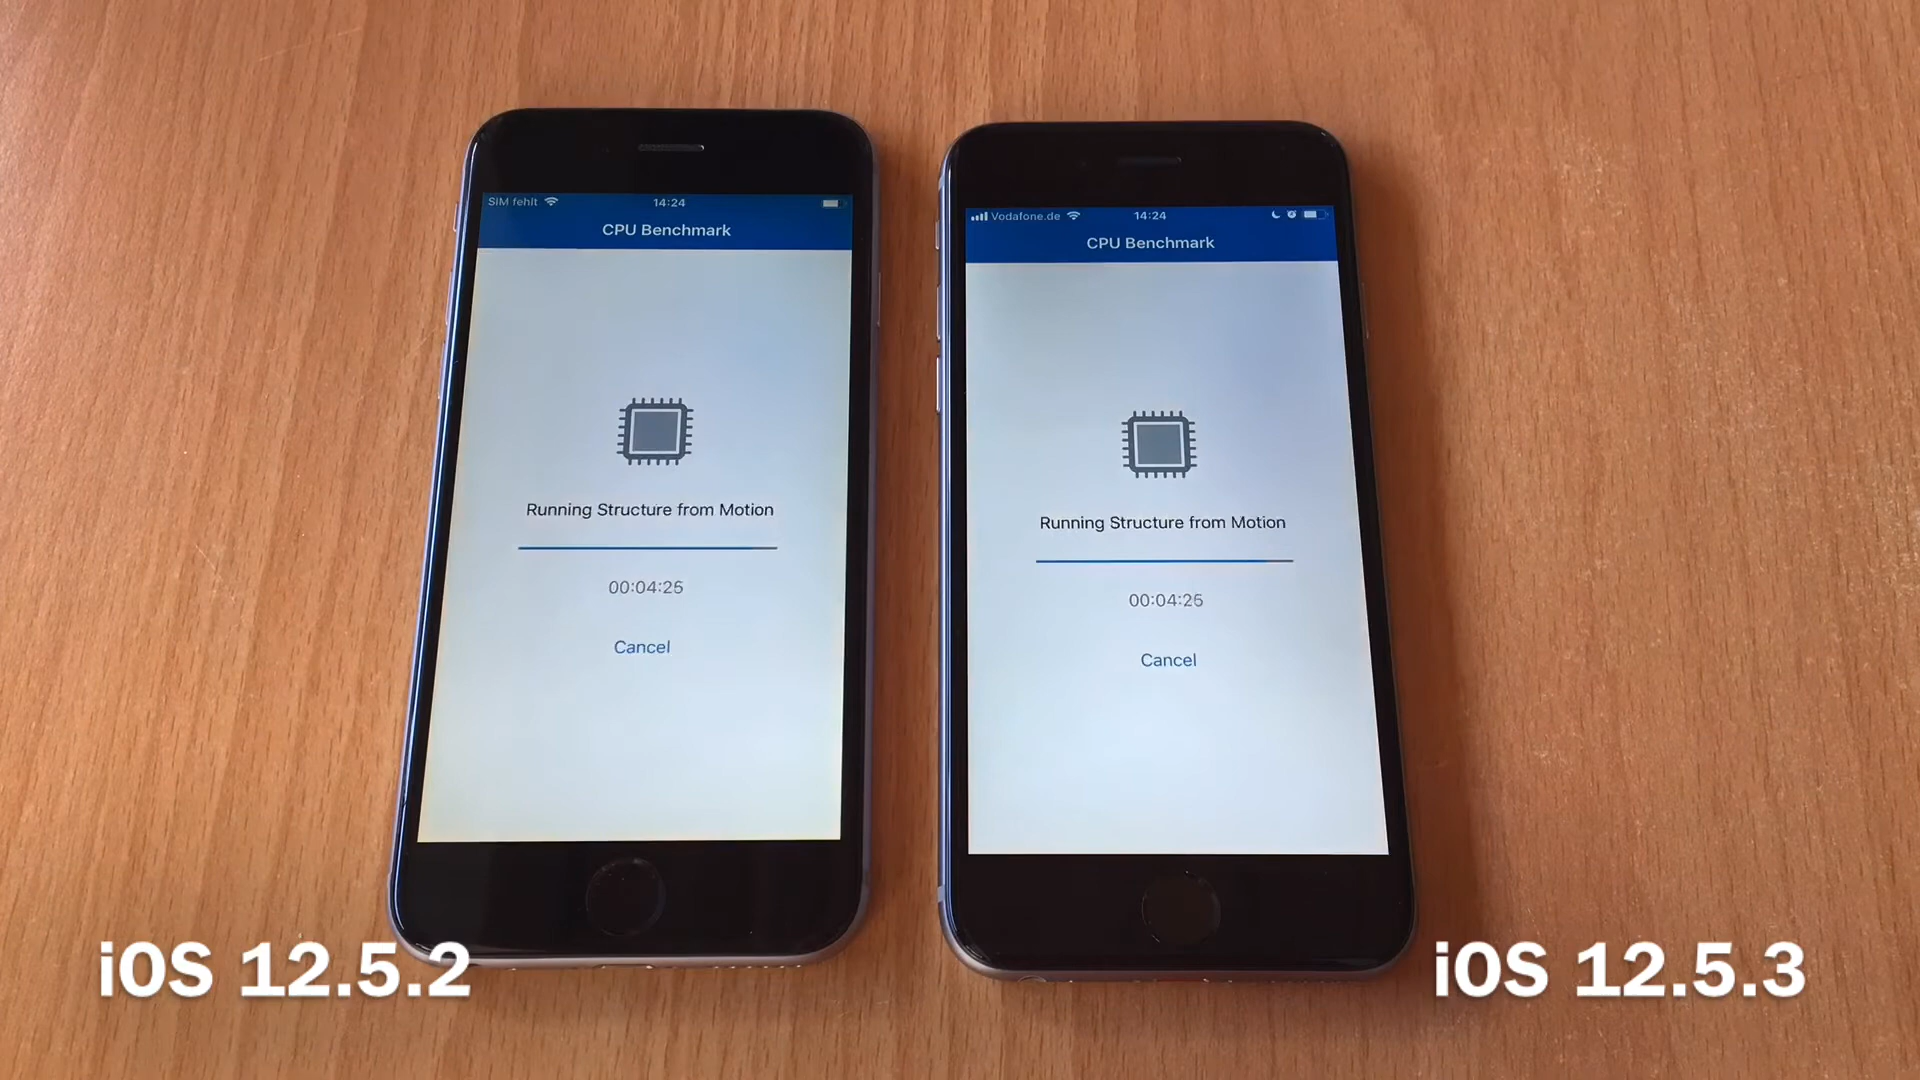 SIM fehlt 14:24
CPU Benchmark
Running Structure from Motion
00:04:25
Cancel
Vodafone.de 14:24
CPU Benchmark
Running Structure from Motion
00:04:25
Cancel
iOS 12.5.2
iOS 12.5.3